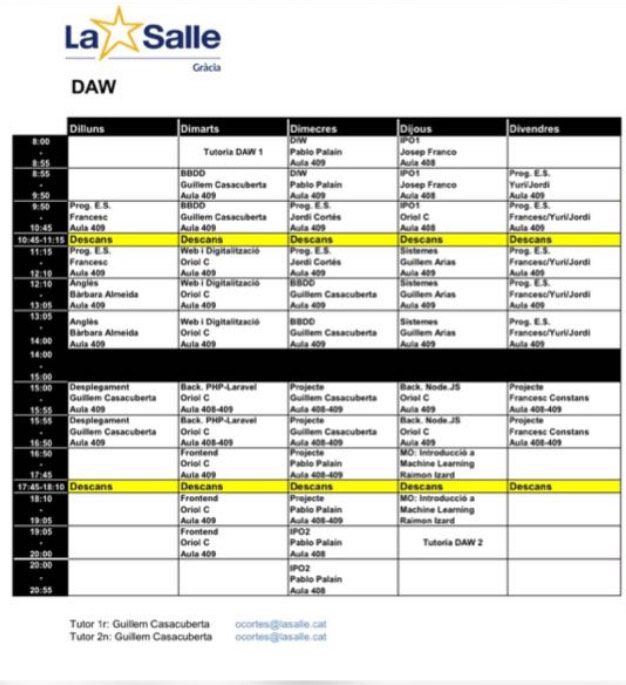 La Salle
Gràcia
DAW
Dilluns Dimarts Dimecres Dijous Divendres
8:00 DIW IPO1
- Tutoria DAW 1 Pablo Palain Josep Franco
8:55 Aula 409 Aula 408
8:55 BBDD DIW IPO1 Prog. E.S.
- Guillem Casacuberta Pablo Palain Josep Franco Yuri/Jordi
9:50 Aula 409 Aula 409 Aula 408 Aula 409
9:50 Prog. E.S. BBDD Prog. E.S. IPO1 Prog. E.S.
- Francesc Guillem Casacuberta Jordi Cortés Oriol C Francesc/Yuri/Jordi
10:45 Aula 409 Aula 409 Aula 409 Aula 408 Aula 409
10:45-11:15 Descans Descans Descans Descans Descans
11:15 Prog. E.S. Web i Digitalització Prog. E.S. Sistemes Prog. E.S.
- Francesc Oriol C Jordi Cortés Guillem Arias Francesc/Yuri/Jordi
12:10 Aula 409 Aula 409 Aula 409 Aula 409 Aula 409
12:10 Anglès Web i Digitalització BBDD Sistemes Prog. E.S.
- Bàrbara Almeida Oriol C Guillem Casacuberta Guillem Arias Francesc/Yuri/Jordi
13:05 Aula 409 Aula 409 Aula 409 Aula 409 Aula 409
13:05
- Anglès Web i Digitalització BBDD Sistemes Prog. E.S.
Bàrbara Almeida Oriol C Guillem Casacuberta Guillem Arias Francesc/Yuri/Jordi
14:00 Aula 409 Aula 409 Aula 409 Aula 409 Aula 409
14:00
-
15:00
15:00 Desplegament Back. PHP-Laravel Projecte Back. Node.JS Projecte
- Guillem Casacuberta Oriol C Guillem Casacuberta Oriol C Francesc Constans
15:55 Aula 409 Aula 408-409 Aula 408-409 Aula 409 Aula 408-409
15:55 Desplegament Back. PHP-Laravel Projecte Back. Node.JS Projecte
- Guillem Casacuberta Oriol C Guillem Casacuberta Oriol C Francesc Constans
16:50 Aula 409 Aula 408-409 Aula 408-409 Aula 409 Aula 408-409
16:50 Frontend Projecte MO: Introducció a
- Oriol C Pablo Palain Machine Learning
17:45 Aula 409 Aula 408-409 Raimon Izard
17:45-18:10 Descans Descans Descans Descans Descans
18:10 Frontend Projecte MO: Introducció a
- Oriol C Pablo Palain Machine Learning
19:05 Aula 409 Aula 408-409 Raimon Izard
19:05 Frontend IPO2
- Oriol C Pablo Palain Tutoria DAW 2
20:00 Aula 409 Aula 408
20:00 IPO2
- Pablo Palain
20:55 Aula 408
Tutor 1r: Guillem Casacuberta ocortes@lasalle.cat
Tutor 2n: Guillem Casacuberta ocortes@lasalle.cat